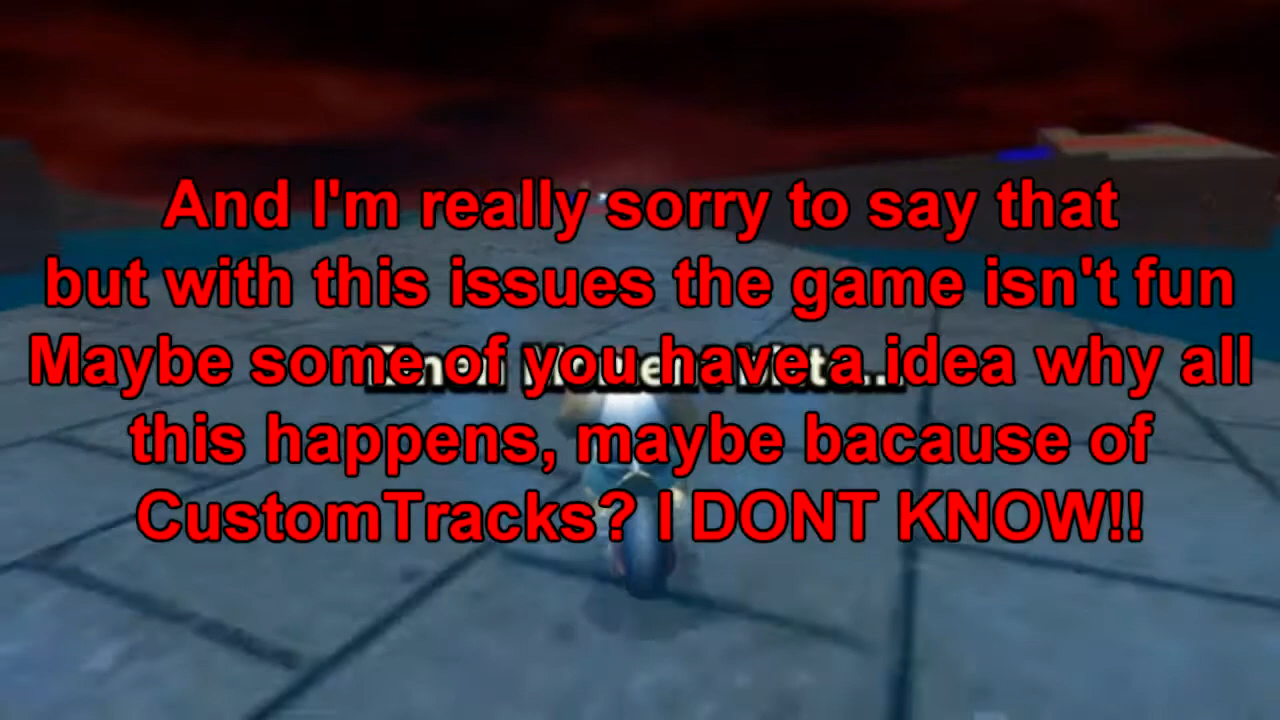 And I'm really sorry to say that
but with this issues the game isn't fun
Maybe some of you have a idea why all
this happens, maybe bacause of
CustomTracks? I DONT KNOW!!